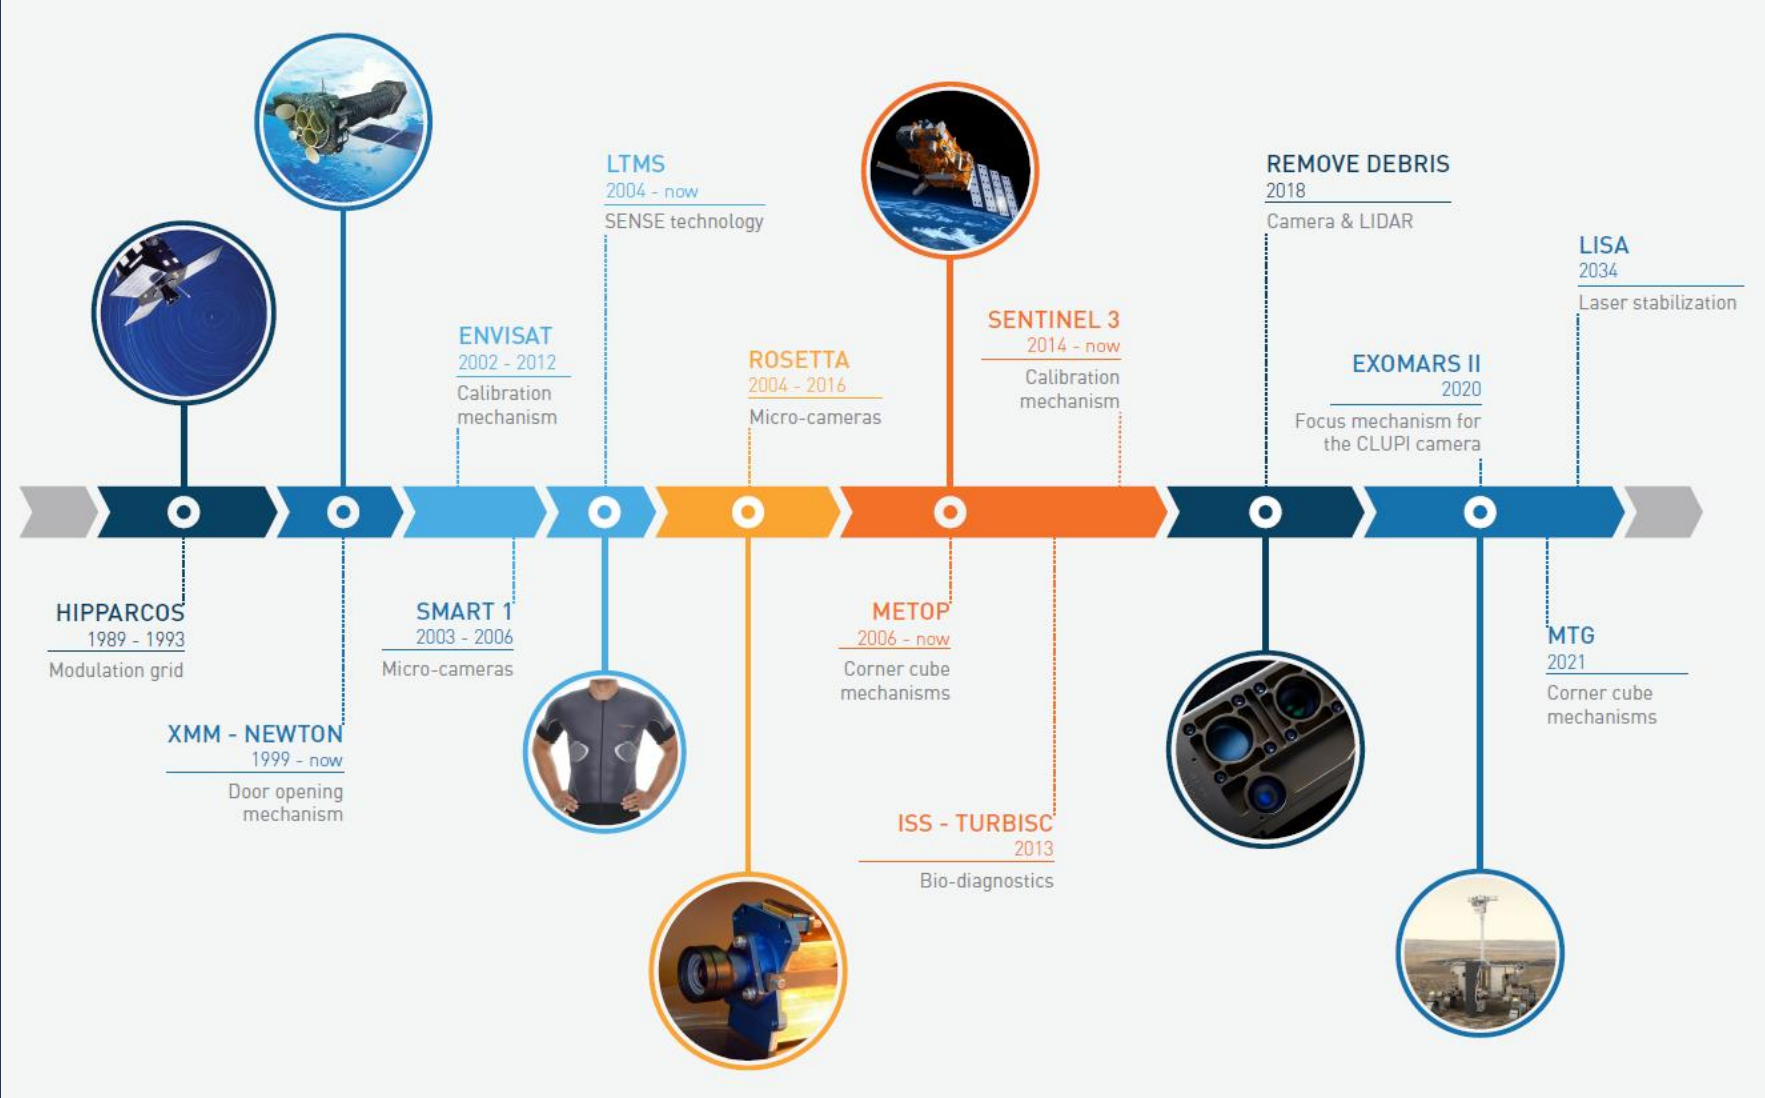 LTMS
2004 - now
SENSE technology
REMOVE DEBRIS
2018
Camera & LIDAR
LISA
2034
Laser stabilization
ENVISAT
2002 - 2012
Calibration
mechanism
ROSETTA
2004 - 2016
Micro-cameras
SENTINEL 3
2014 - now
Calibration
mechanism
EXOMARS II
2020
Focus mechanism for
the CLUPI camera
HIPPARCOS
1989 - 1993
Modulation grid
XMM - NEWTON
1999 - now
Door opening
mechanism
SMART 1
2003 - 2006
Micro-cameras
METOP
2006 - now
Corner cube
mechanisms
ISS - TURBISC
2013
Bio-diagnostics
MTG
2021
Corner cube
mechanisms